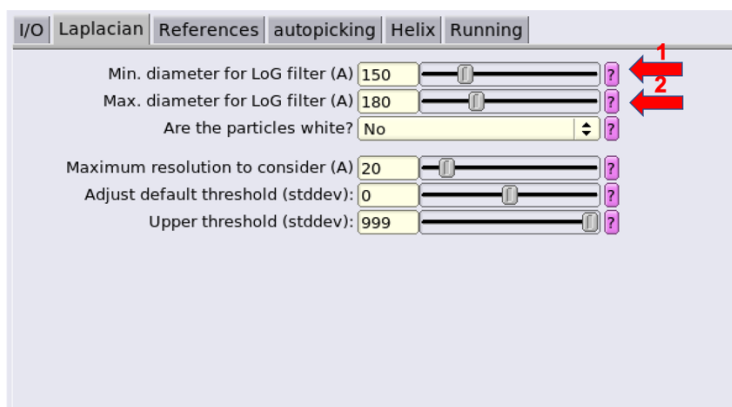 I/O Laplacian References autopicking Helix Running
1
Min. diameter for LoG filter (A) 150 ?
2
Max. diameter for LoG filter (A) 180 ?
Are the particles white? No ?
Maximum resolution to consider (A) 20 ?
Adjust default threshold (stddev): 0 ?
Upper threshold (stddev): 999 ?